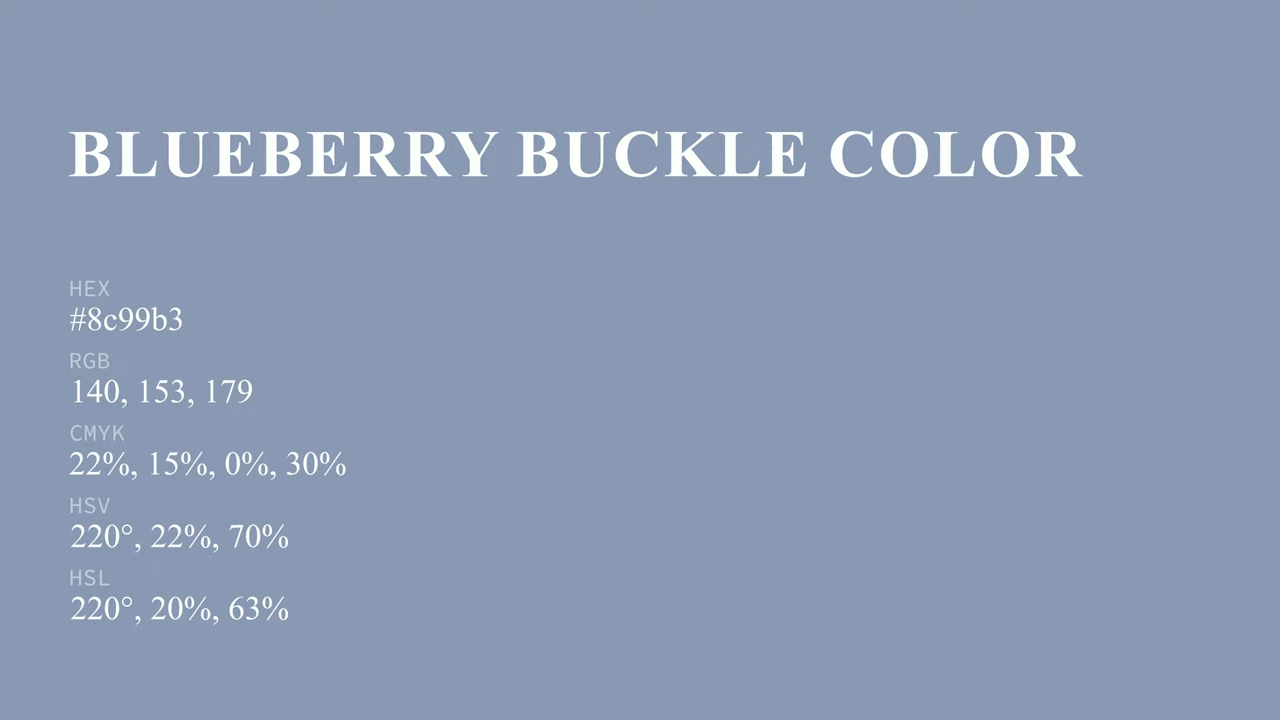 BLUEBERRY BUCKLE COLOR
HEX
#8c99b3
RGB
140, 153, 179
CMYK
22%, 15%, 0%, 30%
HSV
220°, 22%, 70%
HSL
220°, 20%, 63%